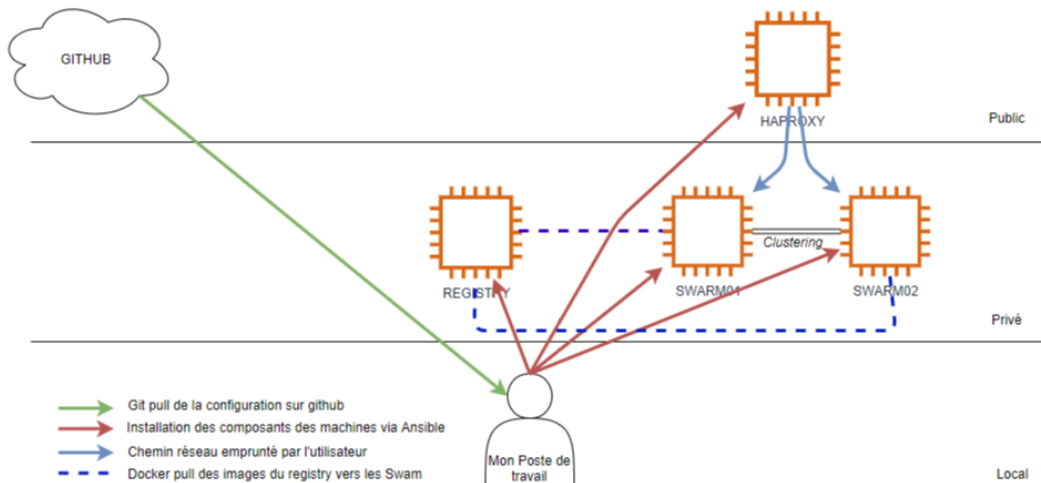 GITHUB
HAPROXY
Public
Clustering
REGISTRY
SWARM01
SWARM02
Privé
Git pull de la configuration sur github
Installation des composants des machines via Ansible
Chemin réseau emprunté par l'utilisateur
Docker pull des images du registry vers les Swam
Mon Poste de
travail
Local